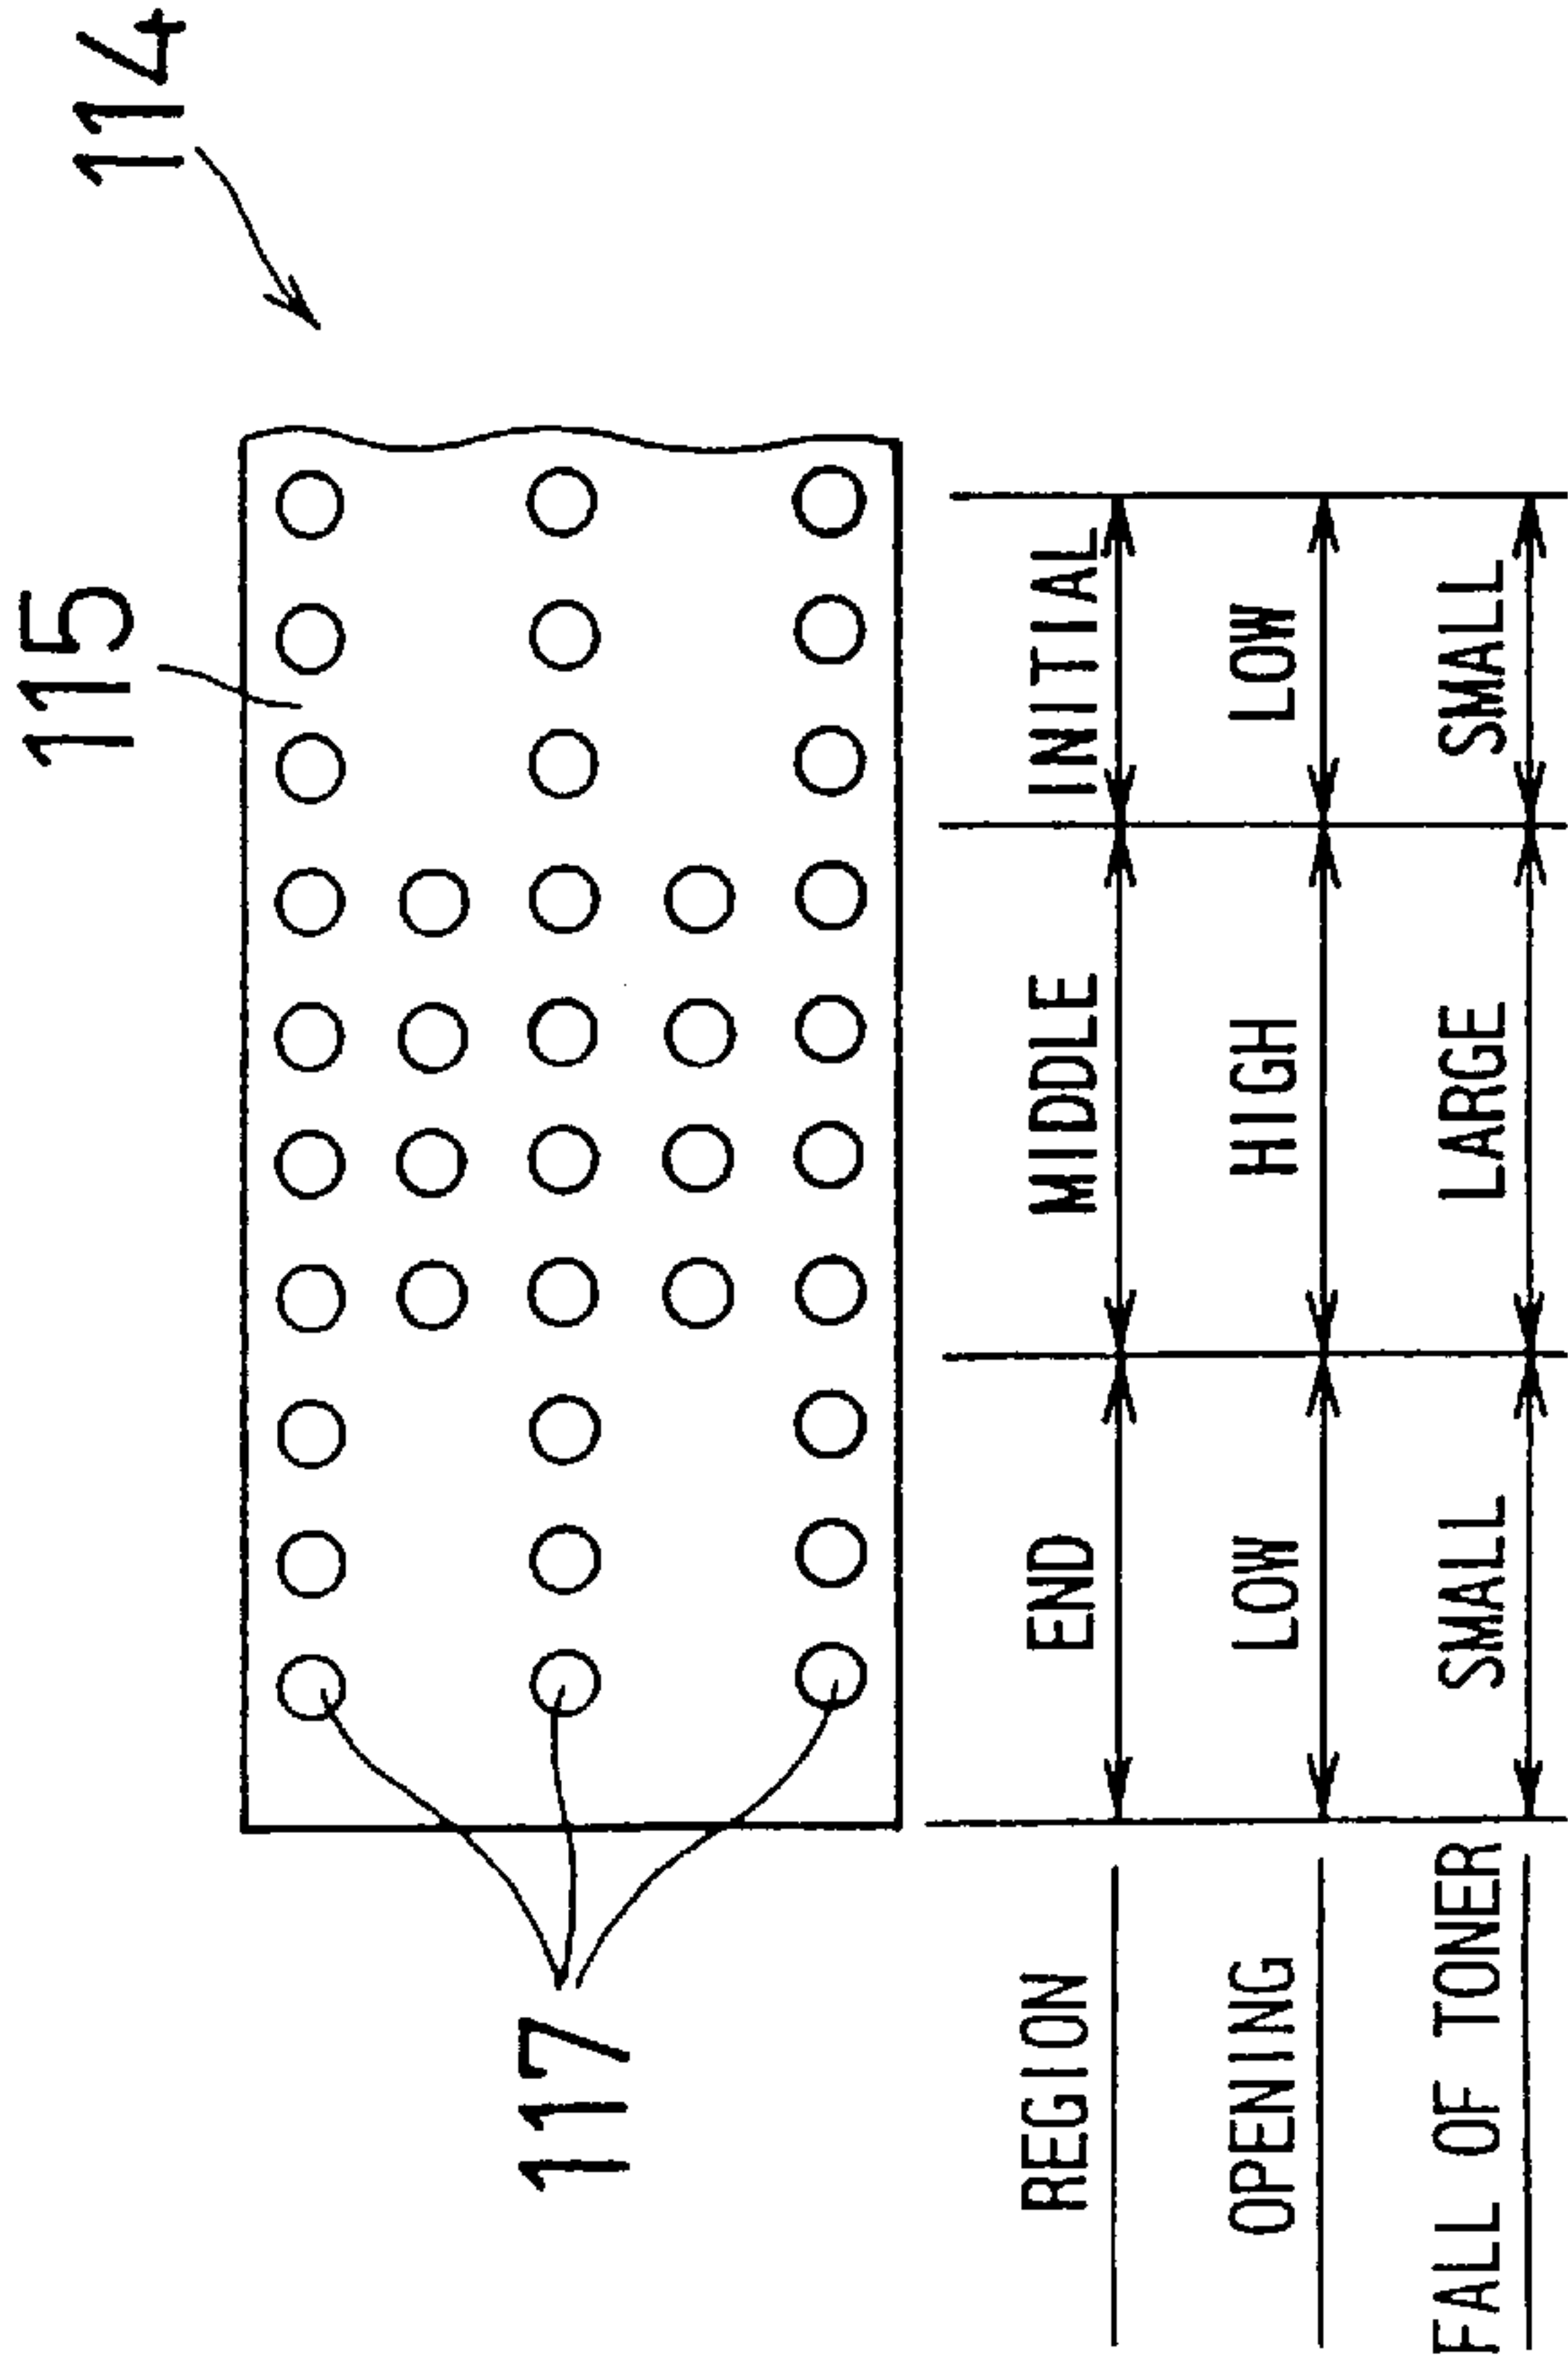 114
115
117
REGION END MIDDLE INITIAL
OPENING LOW HIGH LOW
FALL OF TONER SMALL LARGE SMALL